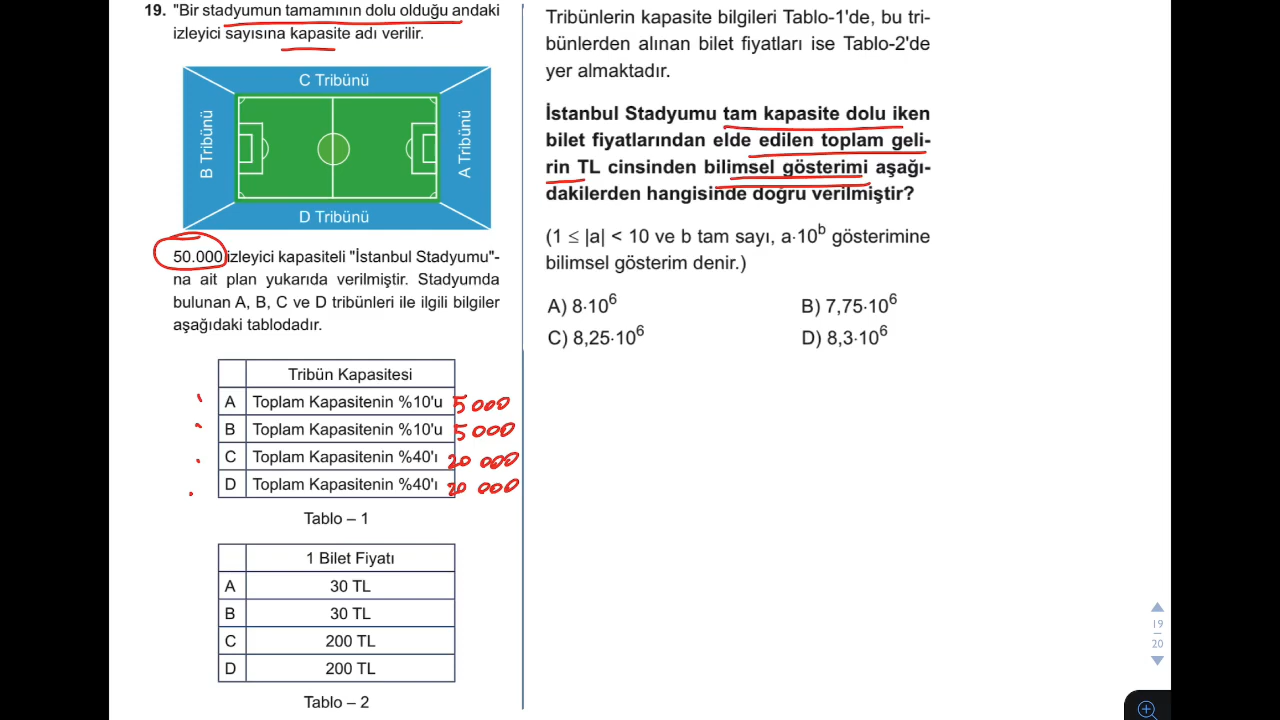 19. "Bir stadyumun tamamının dolu olduğu andaki
izleyici sayısına kapasite adı verilir.
C Tribünü
B Tribünü
A Tribünü
D Tribünü
50.000 izleyici kapasiteli "İstanbul Stadyumu"-
na ait plan yukarıda verilmiştir. Stadyumda
bulunan A, B, C ve D tribünleri ile ilgili bilgiler
aşağıdaki tablodadır.
Tribün Kapasitesi
A Toplam Kapasitenin %10'u 5000
B Toplam Kapasitenin %10'u 5000
C Toplam Kapasitenin %40'ı 20 000
D Toplam Kapasitenin %40'ı 20 000
Tablo – 1
1 Bilet Fiyatı
A 30 TL
B 30 TL
C 200 TL
D 200 TL
Tablo – 2
Tribünlerin kapasite bilgileri Tablo-1'de, bu tri-
bünlerden alınan bilet fiyatları ise Tablo-2'de
yer almaktadır.
İstanbul Stadyumu tam kapasite dolu iken
bilet fiyatlarından elde edilen toplam geli-
rin TL cinsinden bilimsel gösterimi aşağı-
dakilerden hangisinde doğru verilmiştir?
(1 ≤ |a| < 10 ve b tam sayı, a·10^b gösterimine
bilimsel gösterim denir.)
A) 8·10^6 B) 7,75·10^6
C) 8,25·10^6 D) 8,3·10^6
19
20